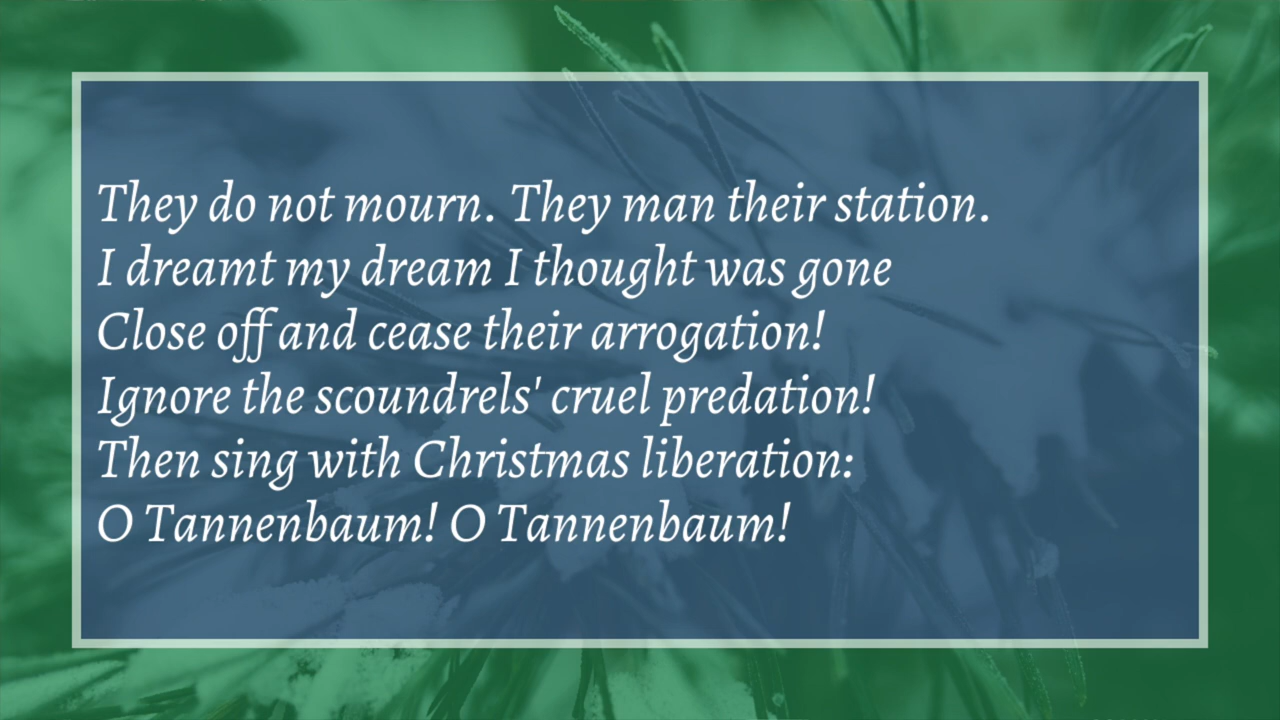 They do not mourn. They man their station.
I dreamt my dream I thought was gone
Close off and cease their arrogation!
Ignore the scoundrels' cruel predation!
Then sing with Christmas liberation:
O Tannenbaum! O Tannenbaum!